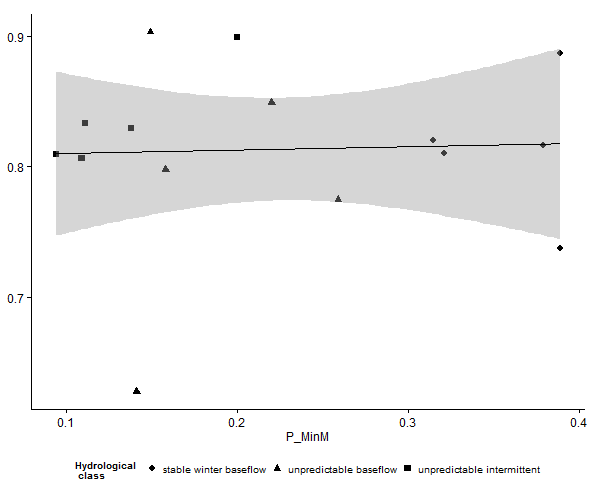 0.9
0.8
0.7
0.1 0.2 0.3 0.4
P_MinM
Hydrological
class
stable winter baseflow unpredictable baseflow unpredictable intermittent